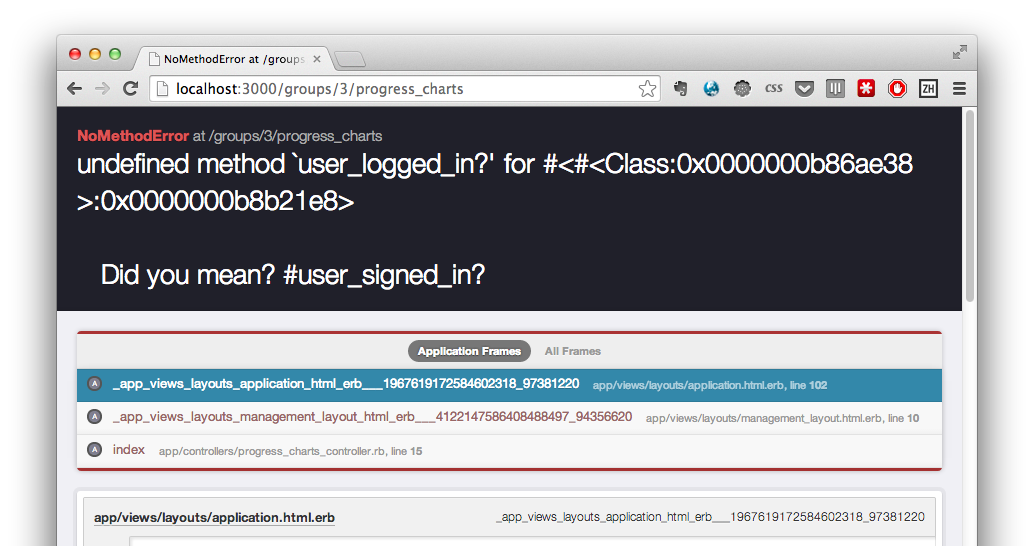 NoMethodError at /groups
localhost:3000/groups/3/progress_charts
CSS
ZH
NoMethodError at /groups/3/progress_charts
undefined method `user_logged_in?' for #<#<Class:0x0000000b86ae38
>:0x0000000b8b21e8>
Did you mean? #user_signed_in?
Application Frames All Frames
A _app_views_layouts_application_html_erb___1967619172584602318_97381220 app/views/layouts/application.html.erb, line 102
A _app_views_layouts_management_layout_html_erb___4122147586408488497_94356620 app/views/layouts/management_layout.html.erb, line 10
A index app/controllers/progress_charts_controller.rb, line 15
app/views/layouts/application.html.erb _app_views_layouts_application_html_erb___1967619172584602318_97381220